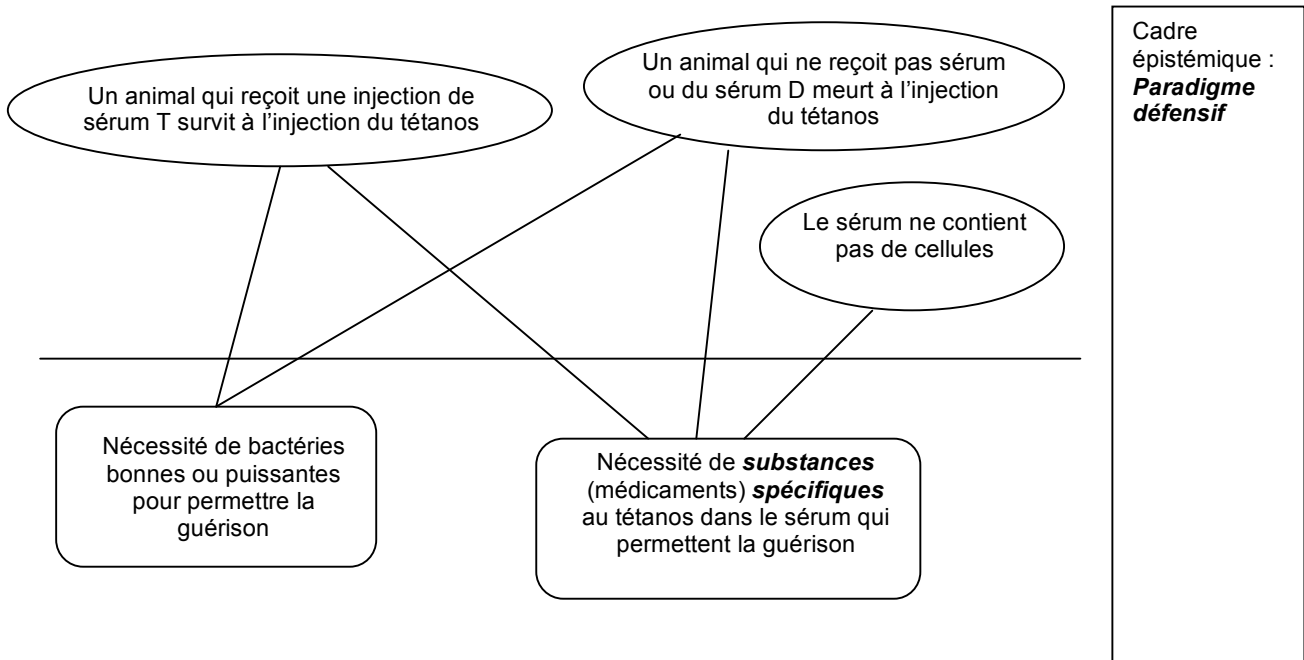 Un animal qui reçoit une injection de
sérum T survit à l'injection du tétanos
Un animal qui ne reçoit pas sérum
ou du sérum D meurt à l'injection
du tétanos
Le sérum ne contient
pas de cellules
Cadre
épistémique :
Paradigme
défensif
Nécessité de bactéries
bonnes ou puissantes
pour permettre la
guérison
Nécessité de substances
(médicaments) spécifiques
au tétanos dans le sérum qui
permettent la guérison